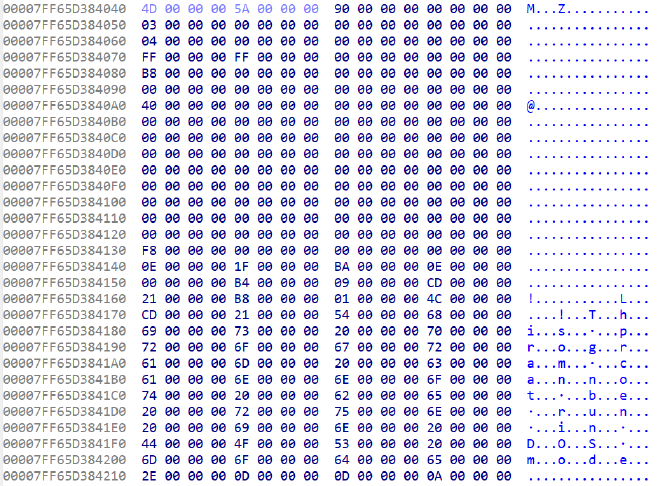 00007FF65D384040 4D 00 00 00 5A 00 00 00 90 00 00 00 00 00 00 00 M...Z...........
00007FF65D384050 03 00 00 00 00 00 00 00 00 00 00 00 00 00 00 00 ................
00007FF65D384060 04 00 00 00 00 00 00 00 00 00 00 00 00 00 00 00 ................
00007FF65D384070 FF 00 00 00 FF 00 00 00 00 00 00 00 00 00 00 00 ................
00007FF65D384080 B8 00 00 00 00 00 00 00 00 00 00 00 00 00 00 00 ................
00007FF65D384090 00 00 00 00 00 00 00 00 00 00 00 00 00 00 00 00 ................
00007FF65D3840A0 40 00 00 00 00 00 00 00 00 00 00 00 00 00 00 00 @...............
00007FF65D3840B0 00 00 00 00 00 00 00 00 00 00 00 00 00 00 00 00 ................
00007FF65D3840C0 00 00 00 00 00 00 00 00 00 00 00 00 00 00 00 00 ................
00007FF65D3840D0 00 00 00 00 00 00 00 00 00 00 00 00 00 00 00 00 ................
00007FF65D3840E0 00 00 00 00 00 00 00 00 00 00 00 00 00 00 00 00 ................
00007FF65D3840F0 00 00 00 00 00 00 00 00 00 00 00 00 00 00 00 00 ................
00007FF65D384100 00 00 00 00 00 00 00 00 00 00 00 00 00 00 00 00 ................
00007FF65D384110 00 00 00 00 00 00 00 00 00 00 00 00 00 00 00 00 ................
00007FF65D384120 00 00 00 00 00 00 00 00 00 00 00 00 00 00 00 00 ................
00007FF65D384130 F8 00 00 00 00 00 00 00 00 00 00 00 00 00 00 00 ................
00007FF65D384140 0E 00 00 00 1F 00 00 00 BA 00 00 00 0E 00 00 00 ................
00007FF65D384150 00 00 00 00 B4 00 00 00 09 00 00 00 CD 00 00 00 ................
00007FF65D384160 21 00 00 00 B8 00 00 00 01 00 00 00 4C 00 00 00 !...........L...
00007FF65D384170 CD 00 00 00 21 00 00 00 54 00 00 00 68 00 00 00 ....!...T...h...
00007FF65D384180 69 00 00 00 73 00 00 00 20 00 00 00 70 00 00 00 i...s...·...p...
00007FF65D384190 72 00 00 00 6F 00 00 00 67 00 00 00 72 00 00 00 r...o...g...r...
00007FF65D3841A0 61 00 00 00 6D 00 00 00 20 00 00 00 63 00 00 00 a...m...·...c...
00007FF65D3841B0 61 00 00 00 6E 00 00 00 6E 00 00 00 6F 00 00 00 a...n...n...o...
00007FF65D3841C0 74 00 00 00 20 00 00 00 62 00 00 00 65 00 00 00 t...·...b...e...
00007FF65D3841D0 20 00 00 00 72 00 00 00 75 00 00 00 6E 00 00 00 ·...r...u...n...
00007FF65D3841E0 20 00 00 00 69 00 00 00 6E 00 00 00 20 00 00 00 ·...i...n...·...
00007FF65D3841F0 44 00 00 00 4F 00 00 00 53 00 00 00 20 00 00 00 D...O...S...·...
00007FF65D384200 6D 00 00 00 6F 00 00 00 64 00 00 00 65 00 00 00 m...o...d...e...
00007FF65D384210 2E 00 00 00 0D 00 00 00 0D 00 00 00 0A 00 00 00 ................